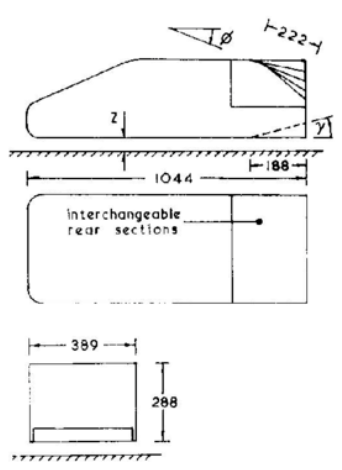 ϕ
222
Z
γ
188
1044
interchangeable
rear sections
389
288